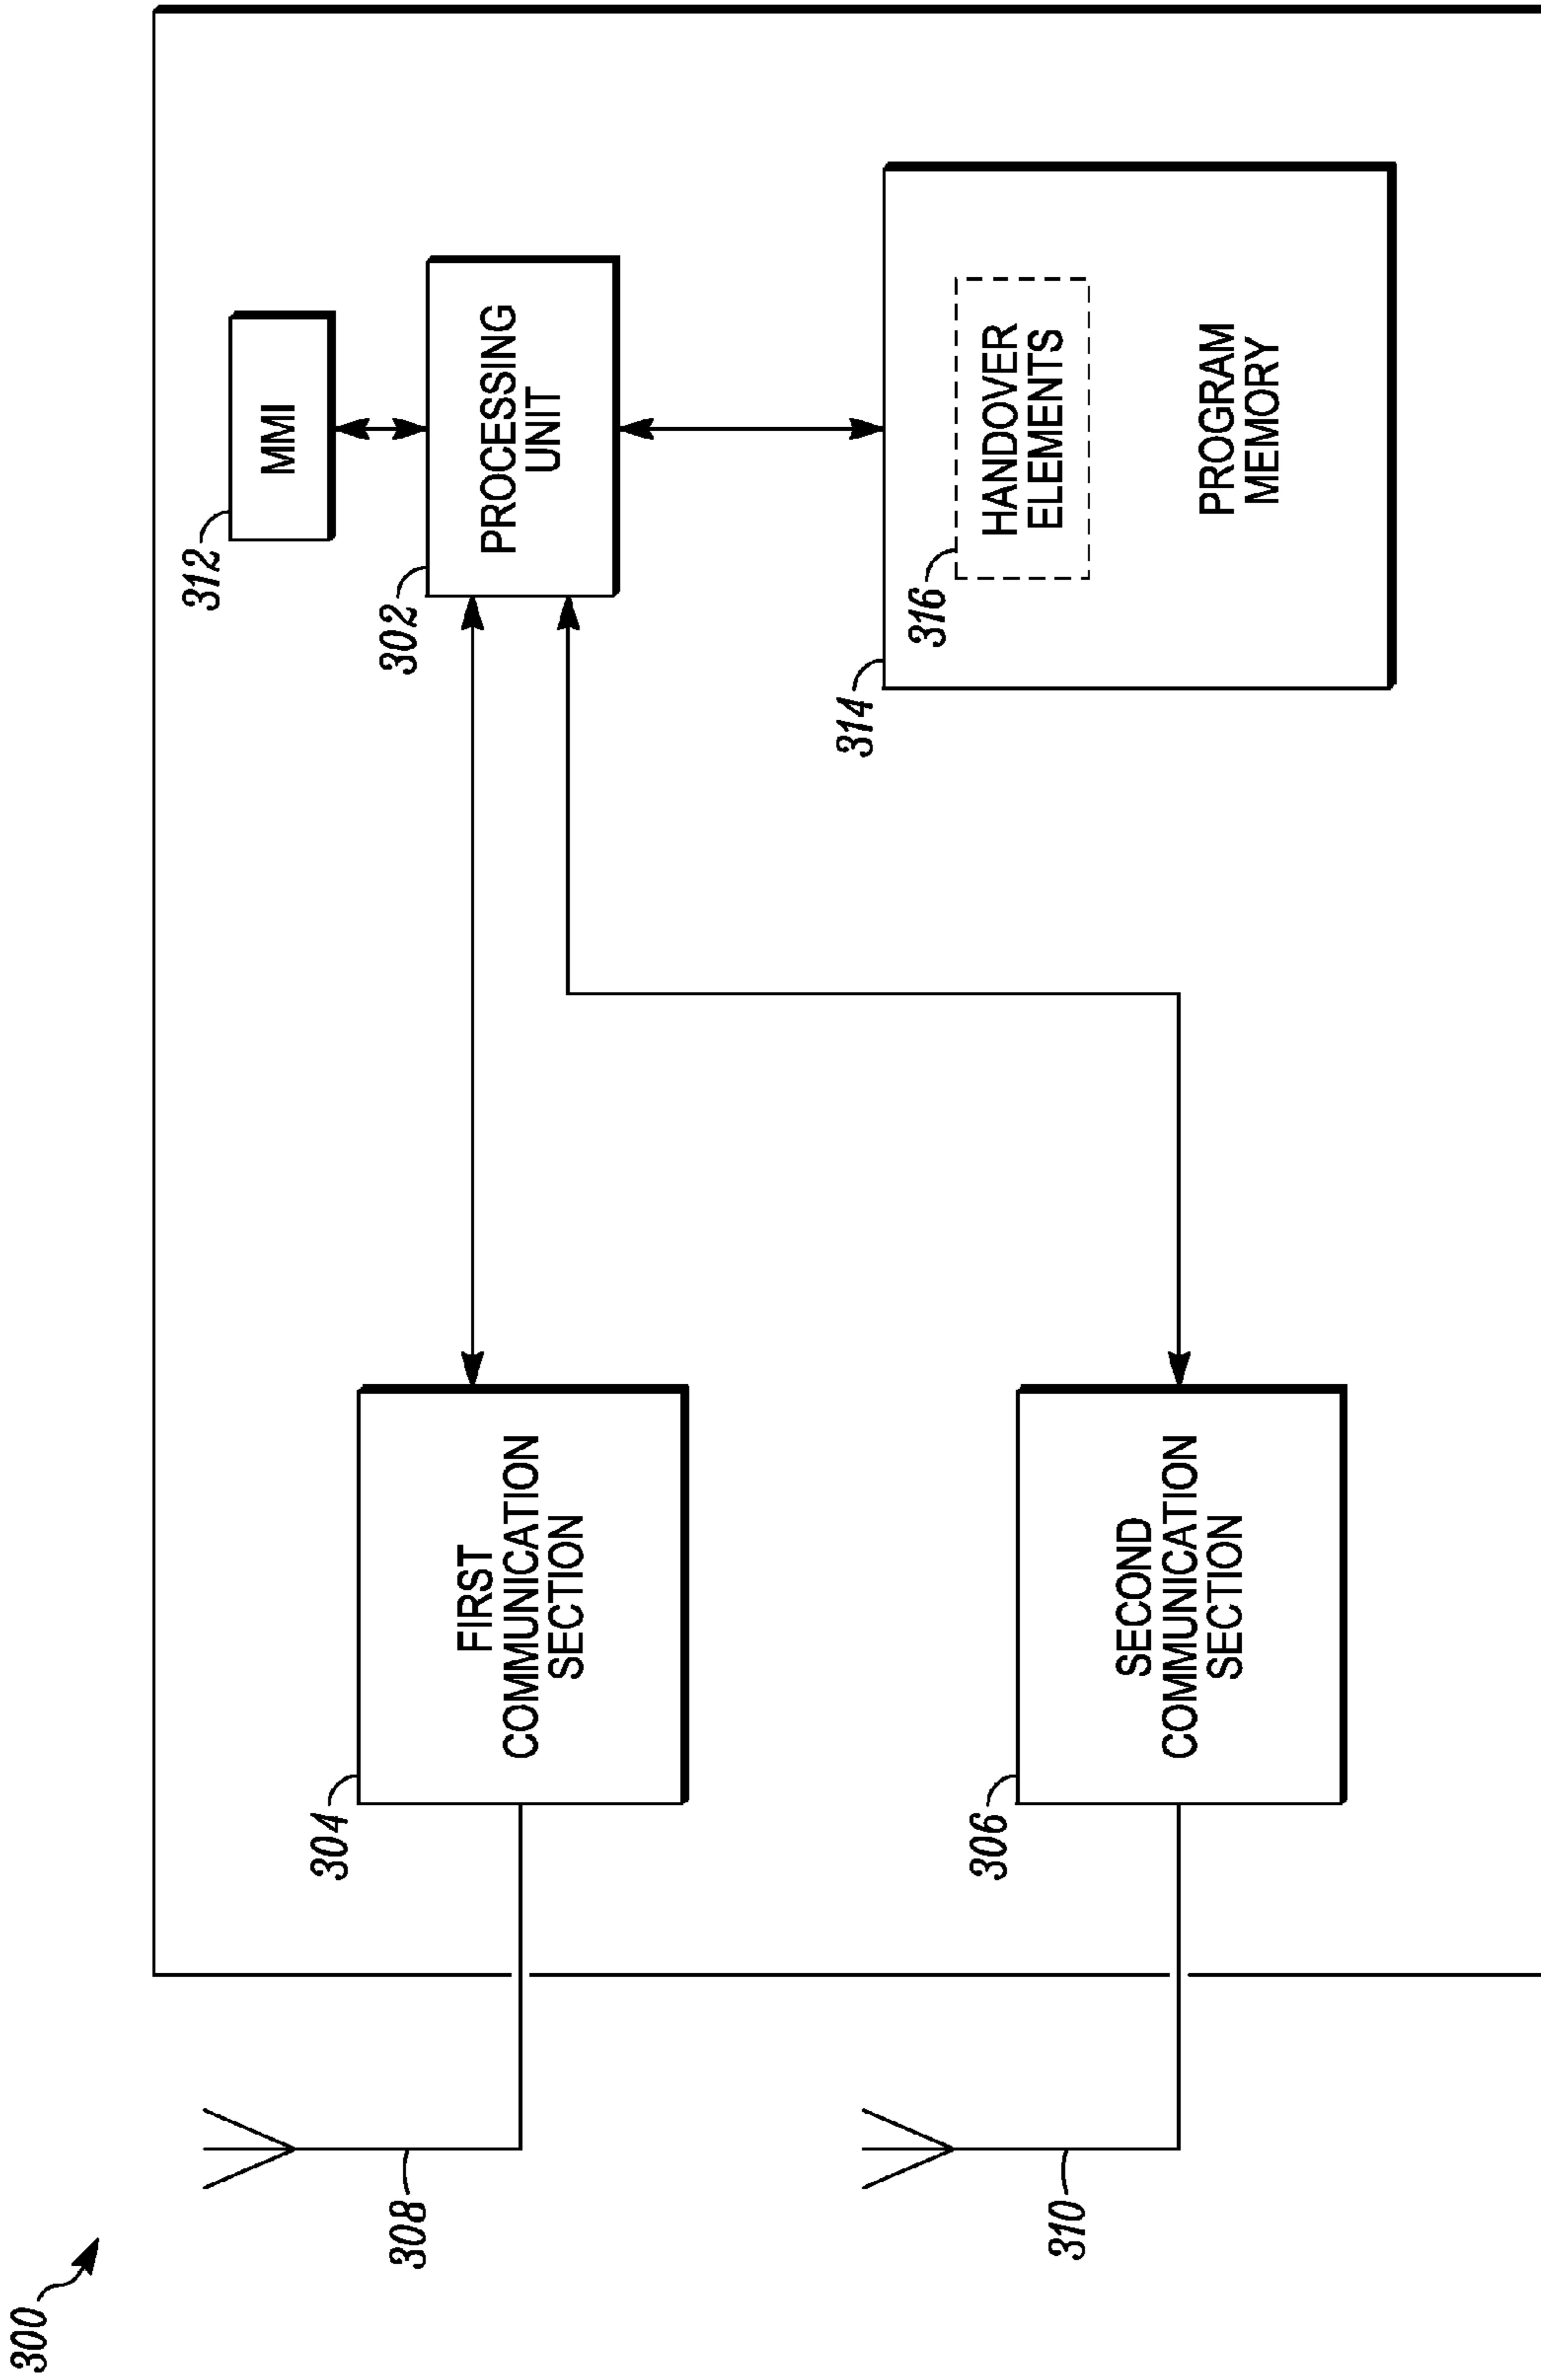 300
308
310
304
FIRST
COMMUNICATION
SECTION
306
SECOND
COMMUNICATION
SECTION
312
MMI
302
PROCESSING
UNIT
314
316
HANDOVER
ELEMENTS
PROGRAM
MEMORY